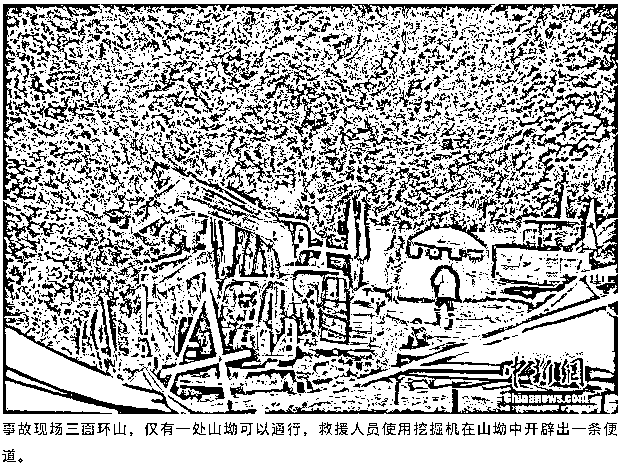 中新网
Chinanews.com
事故现场三面环山，仅有一处山坳可以通行，救援人员使用挖掘机在山坳中开辟出一条便
道。